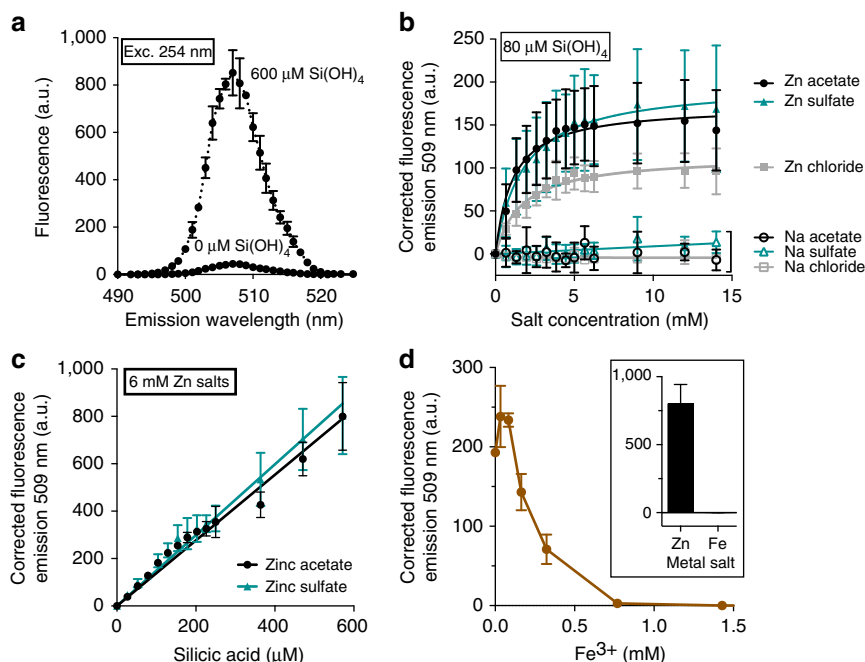 a
1,000
800
600
400
200
0
Fluorescence (a.u.)
Exc. 254 nm
600 μM Si(OH)4
0 μM Si(OH)4
490
500
510
520
Emission wavelength (nm)
b
250
200
150
100
50
0
Corrected fluorescence
emission 509 nm (a.u.)
80 μM Si(OH)4
0
5
10
15
Salt concentration (mM)
Zn acetate
Zn sulfate
Zn chloride
Na acetate
Na sulfate
Na chloride
c
1,000
800
600
400
200
0
Corrected fluorescence
emission 509 nm (a.u.)
6 mM Zn salts
Zinc acetate
Zinc sulfate
0
200
400
600
Silicic acid (μM)
d
300
200
100
0
Corrected fluorescence
emission 509 nm (a.u.)
0.0
0.5
1.0
1.5
Fe3+ (mM)
1,000
750
500
250
0
Zn Fe
Metal salt